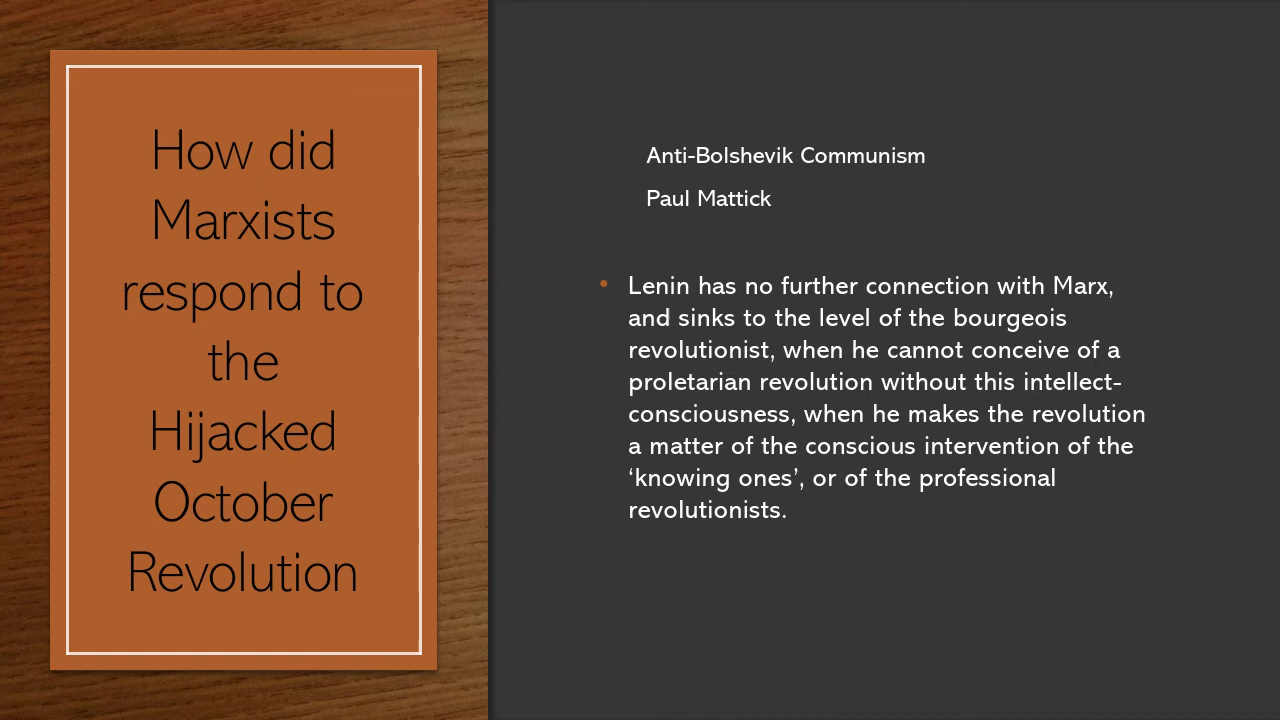 How did
Marxists
respond to
the
Hijacked
October
Revolution
Anti-Bolshevik Communism
Paul Mattick
• Lenin has no further connection with Marx,
and sinks to the level of the bourgeois
revolutionist, when he cannot conceive of a
proletarian revolution without this intellect-
consciousness, when he makes the revolution
a matter of the conscious intervention of the
‘knowing ones’, or of the professional
revolutionists.